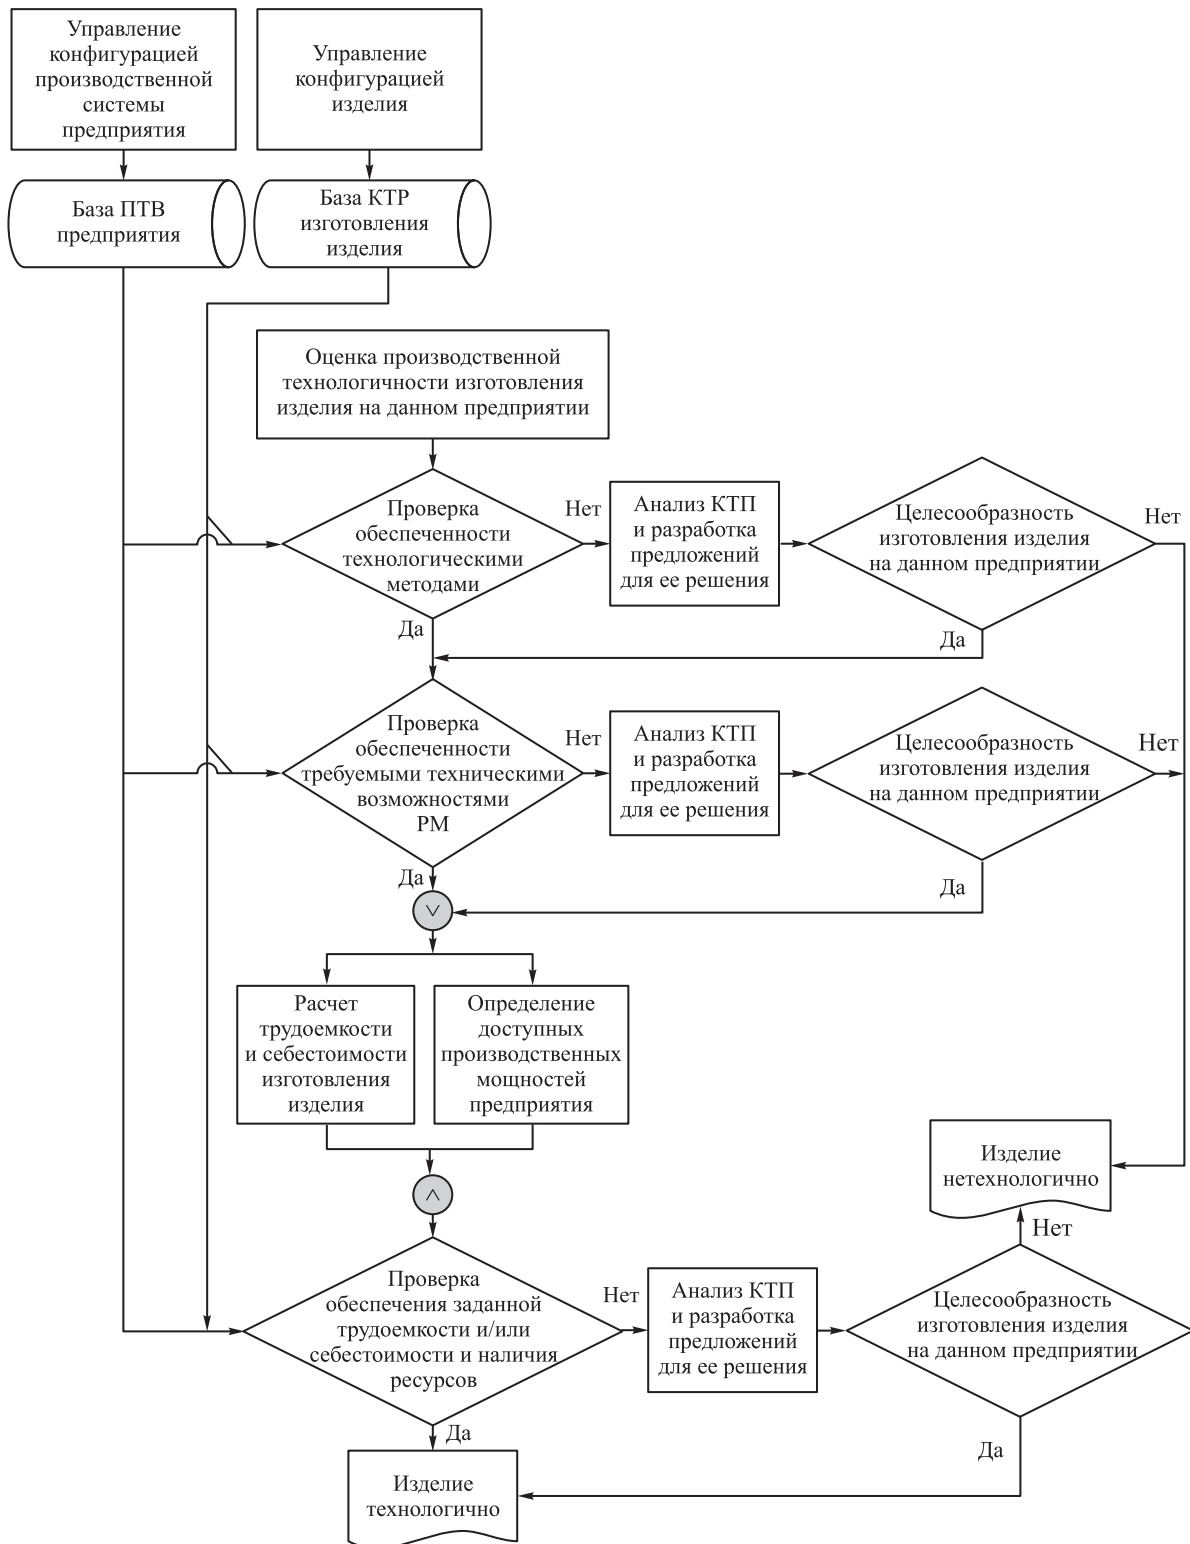 Управление
конфигурацией
производственной
системы
предприятия
Управление
конфигурацией
изделия
База ПТВ
предприятия
База КТР
изготовления
изделия
Оценка производственной
технологичности изготовления
изделия на данном предприятии
Проверка
обеспеченности
технологическими
методами
Нет
Анализ КТП
и разработка
предложений
для ее решения
Целесообразность
изготовления изделия
на данном предприятии
Нет
Да
Да
Проверка
обеспеченности
требуемыми техническими
возможностями
РМ
Нет
Анализ КТП
и разработка
предложений
для ее решения
Целесообразность
изготовления изделия
на данном предприятии
Нет
Да
Да
∨
Расчет
трудоемкости
и себестоимости
изготовления
изделия
Определение
доступных
производственных
мощностей
предприятия
∧
Изделие
нетехнологично
Нет
Проверка
обеспечения заданной
трудоемкости и/или
себестоимости и наличия
ресурсов
Нет
Анализ КТП
и разработка
предложений
для ее решения
Целесообразность
изготовления изделия
на данном предприятии
Да
Да
Изделие
технологично